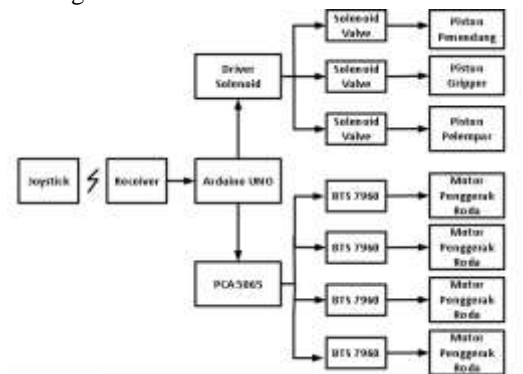 Solenoid
Valve
Piston
Penendang
Driver
Solenoid
Solenoid
Valve
Piston
Gripper
Solenoid
Valve
Piston
Pelempar
Joystick
Receiver
Arduino UNO
BTS 7960
Motor
Penggerak
Roda
PCA 5065
BTS 7960
Motor
Penggerak
Roda
BTS 7960
Motor
Penggerak
Roda
BTS 7960
Motor
Penggerak
Roda